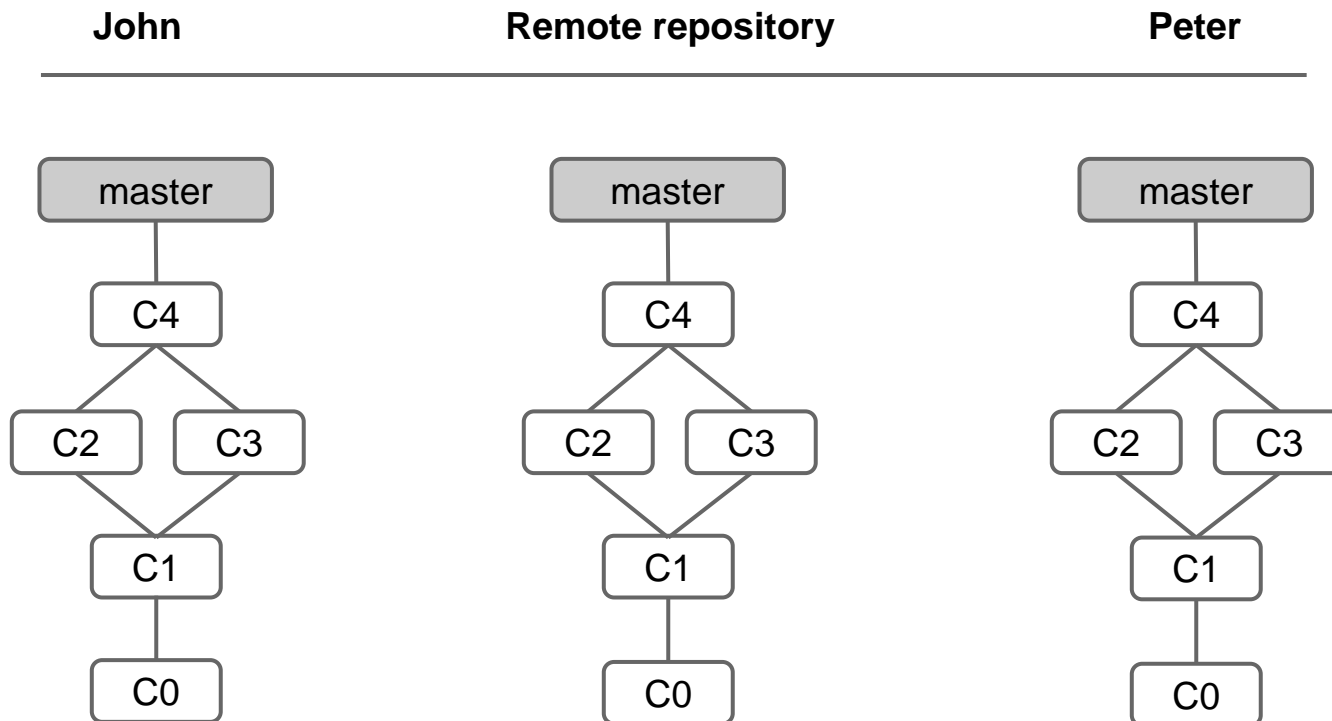 John Remote repository Peter
master master master
C4 C4 C4
C2 C3 C2 C3 C2 C3
C1 C1 C1
C0 C0 C0